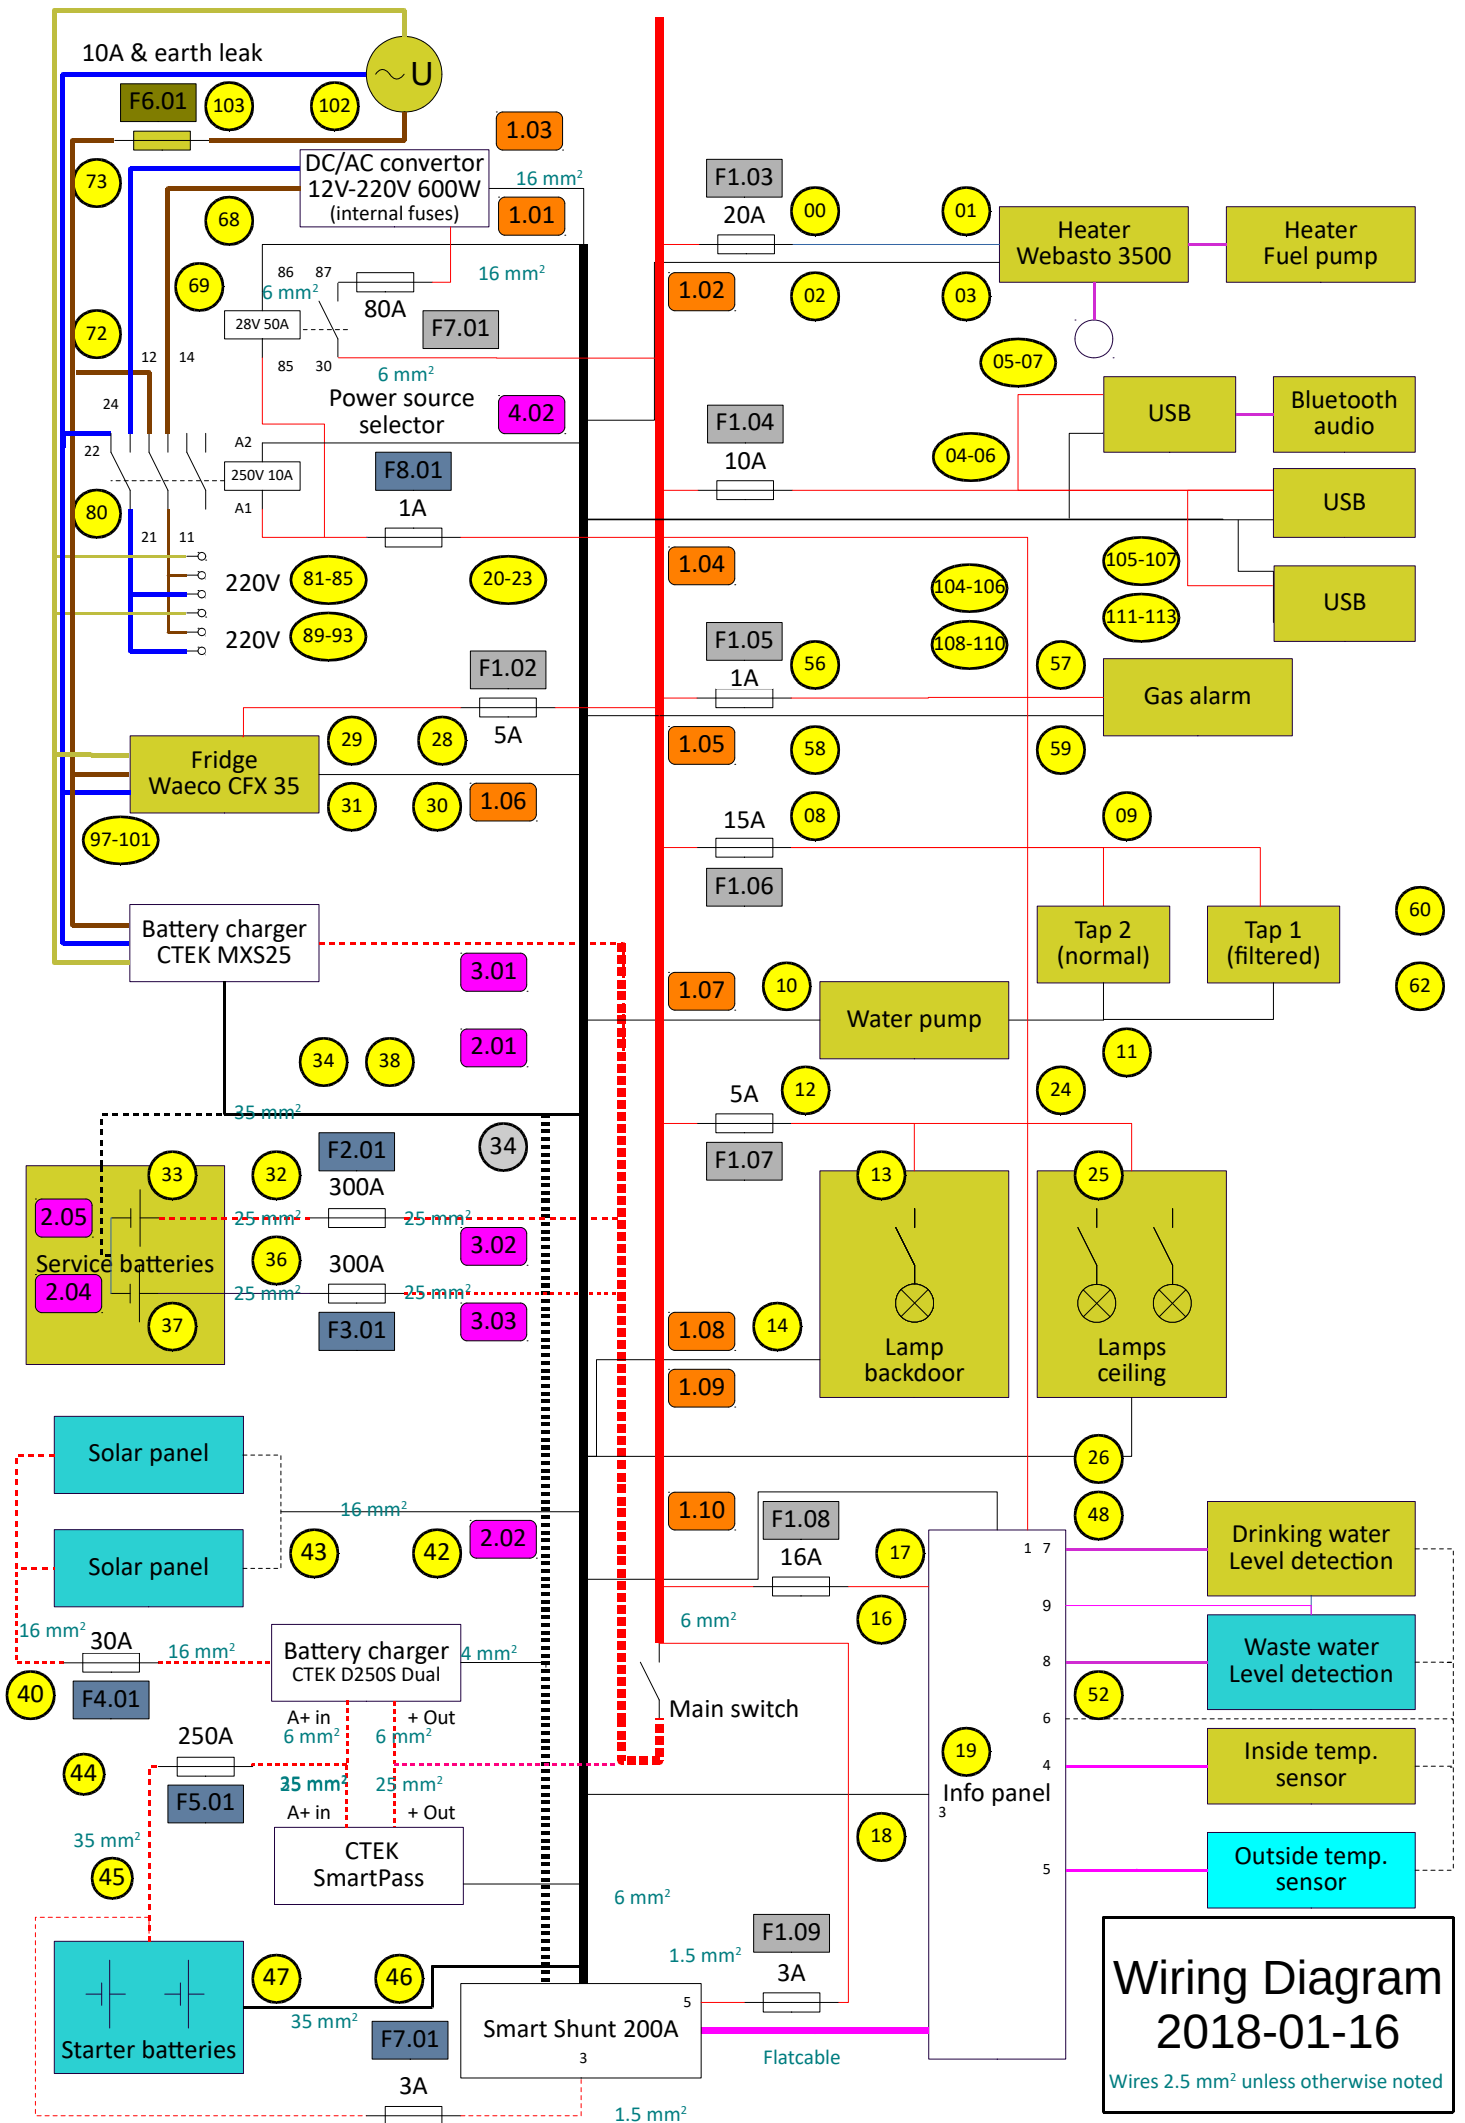 10A & earth leak
U
F6.01
103
102
1.03
DC/AC convertor
12V-220V 600W
(internal fuses)
16 mm²
73
68
1.01
F1.03
20A
00
01
Heater
Webasto 3500
Heater
Fuel pump
69
86
87
6 mm²
80A
16 mm²
1.02
02
03
72
28V 50A
F7.01
12
14
85
30
6 mm²
05-07
24
Power source
selector
4.02
F1.04
10A
USB
Bluetooth
audio
22
A2
250V 10A
A1
F8.01
1A
04-06
USB
80
21
11
220V
81-85
20-23
1.04
104-106
105-107
USB
220V
89-93
111-113
108-110
F1.02
5A
F1.05
1A
56
57
Gas alarm
Fridge
Waeco CFX 35
29
28
1.05
58
59
31
30
1.06
97-101
15A
08
09
F1.06
Battery charger
CTEK MXS25
3.01
Tap 2
(normal)
Tap 1
(filtered)
60
62
1.07
10
Water pump
2.01
34
38
11
35 mm²
5A
12
24
F2.01
34
F1.07
33
32
300A
13
25
2.05
25 mm²
25 mm²
3.02
Service batteries
36
300A
2.04
25 mm²
25 mm²
37
F3.01
3.03
1.08
14
Lamp
backdoor
Lamps
ceiling
1.09
Solar panel
26
16 mm²
1.10
48
2.02
F1.08
16A
Solar panel
43
42
17
1 7
Drinking water
Level detection
16 mm²
30A
16 mm²
Battery charger
CTEK D250S Dual
4 mm²
6 mm²
16
9
Waste water
Level detection
8
40
F4.01
Main switch
52
A+ in
+ Out
6 mm²
6 mm²
6
250A
44
25 mm²
35 mm²
25 mm²
19
Info panel
3
4
Inside temp.
sensor
F5.01
A+ in
+ Out
35 mm²
CTEK
SmartPass
18
45
5
Outside temp.
sensor
6 mm²
F1.09
1.5 mm²
3A
47
46
5
Smart Shunt 200A
3
35 mm²
Starter batteries
F7.01
3A
Flatcable
1.5 mm²
Wiring Diagram
2018-01-16
Wires 2.5 mm² unless otherwise noted